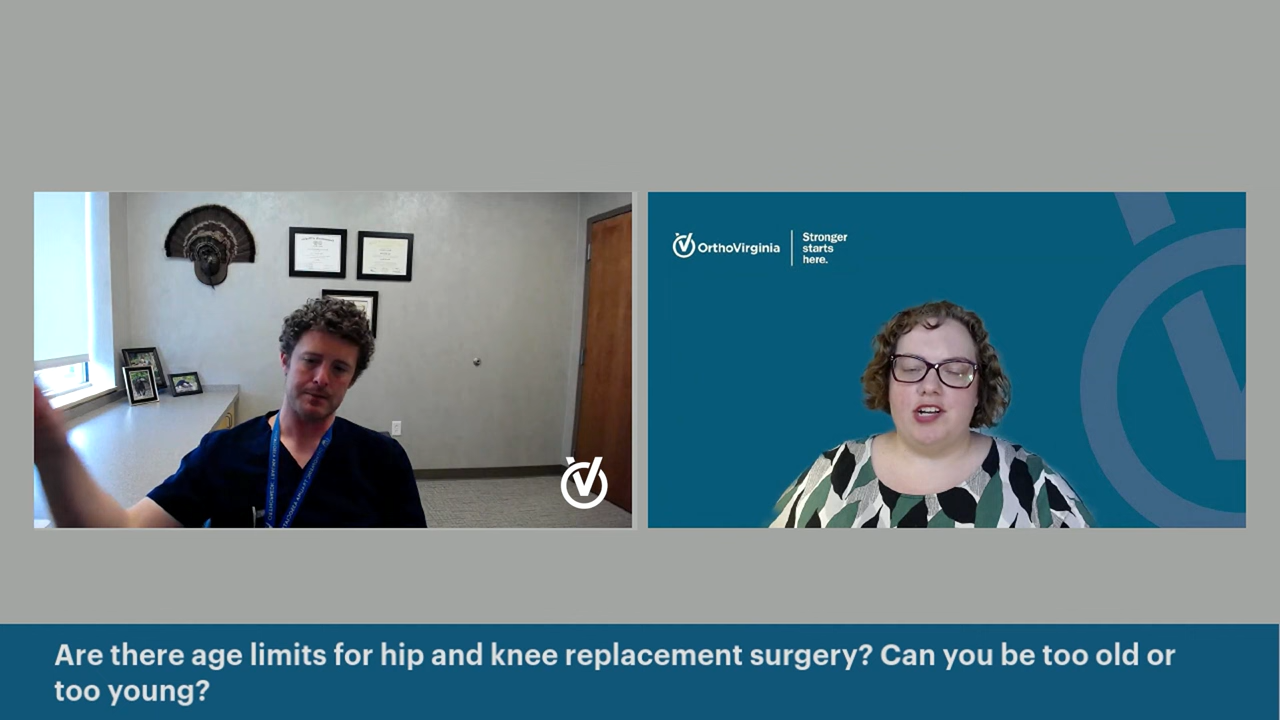 OrthoVirginia
Stronger
starts
here.
Are there age limits for hip and knee replacement surgery? Can you be too old or
too young?